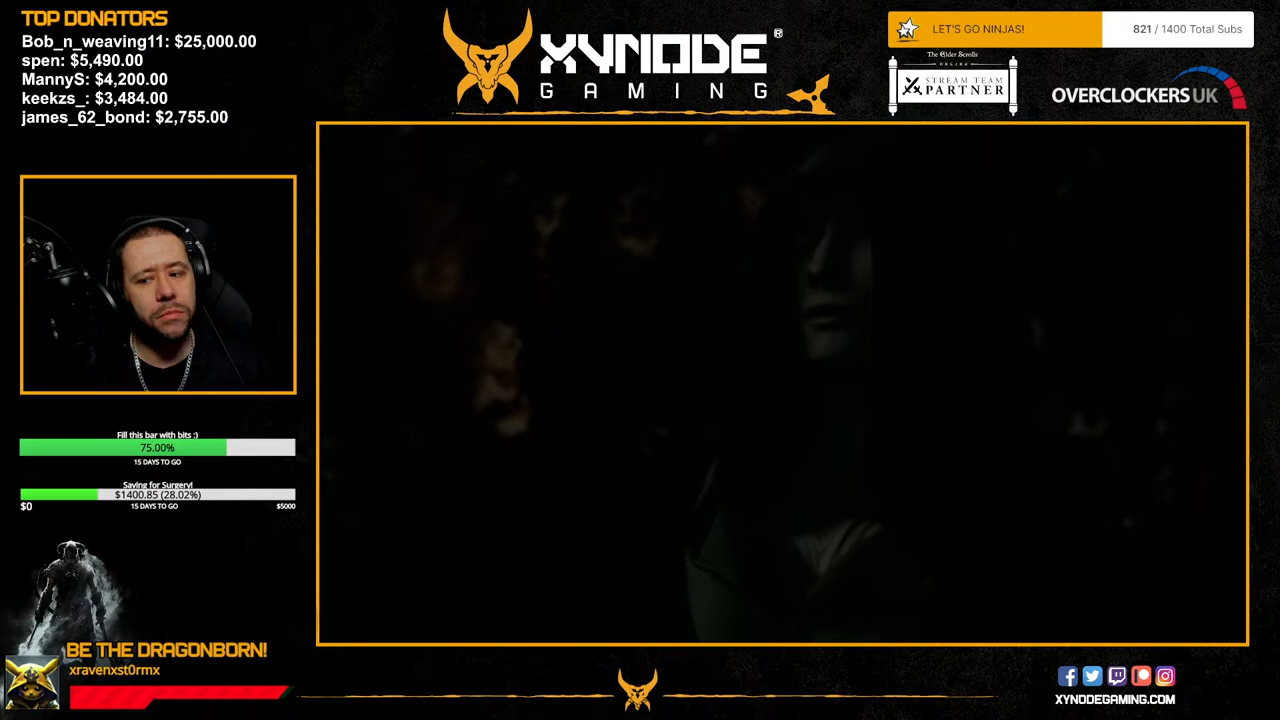 TOP DONATORS
Bob_n_weaving11: $25,000.00
spen: $5,490.00
MannyS: $4,200.00
keekzs_: $3,484.00
james_62_bond: $2,755.00
XYNODE®
GAMING
LET'S GO NINJAS!
821 / 1400 Total Subs
The Elder Scrolls
ONLINE
STREAM TEAM
PARTNER
OVERCLOCKERS UK
Fill this bar with bits :)
75.00%
15 DAYS TO GO
Saving for Surgery!
$1400.85 (28.02%)
$0
15 DAYS TO GO
$5000
BE THE DRAGONBORN!
xravenxst0rmx
XYNODEGAMING.COM